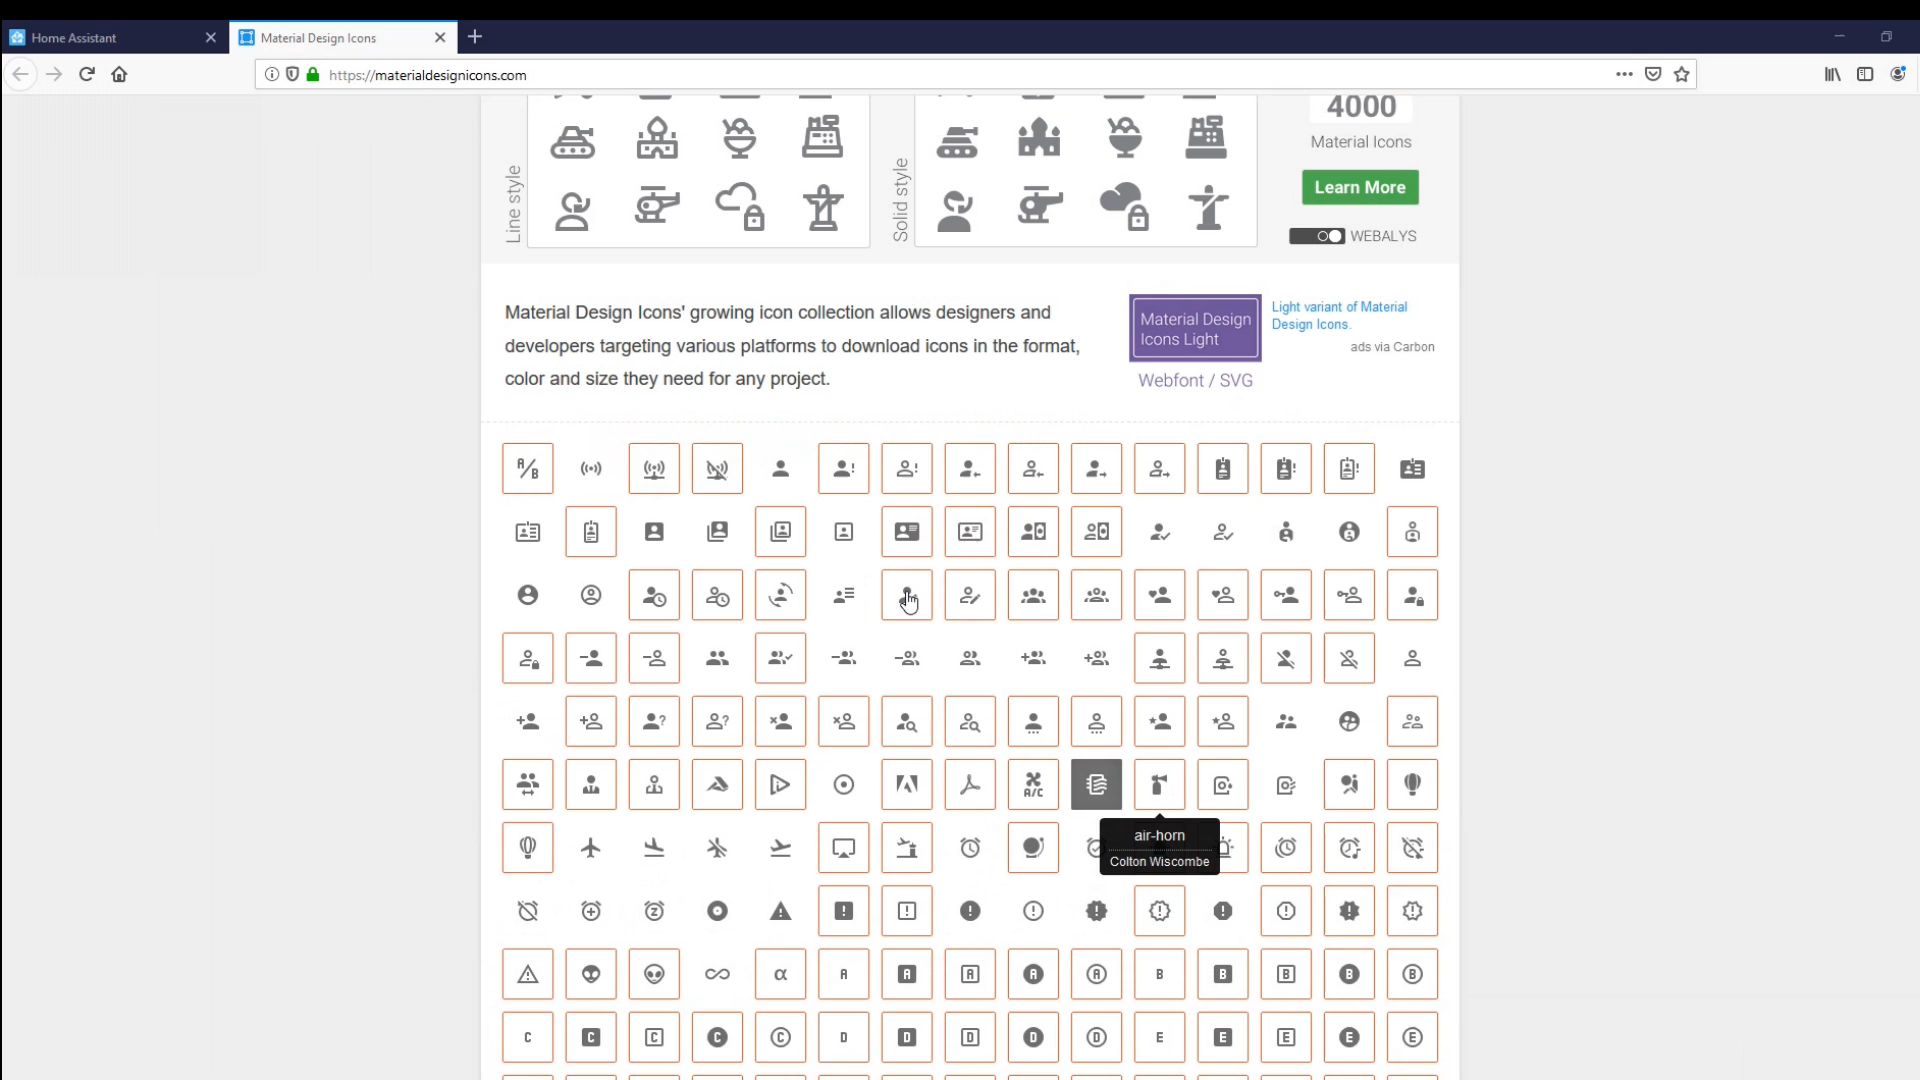 Home Assistant
Material Design Icons
https://materialdesignicons.com
Line style
Solid style
4000
Material Icons
Learn More
WEBALYS
Material Design Icons' growing icon collection allows designers and
developers targeting various platforms to download icons in the format,
color and size they need for any project.
Material Design
Icons Light
Webfont / SVG
Light variant of Material
Design Icons.
ads via Carbon
A/B
A/C
air-horn
Colton Wiscombe
α A A A A A B B B B B
C C C C C D D D D D E E E E E